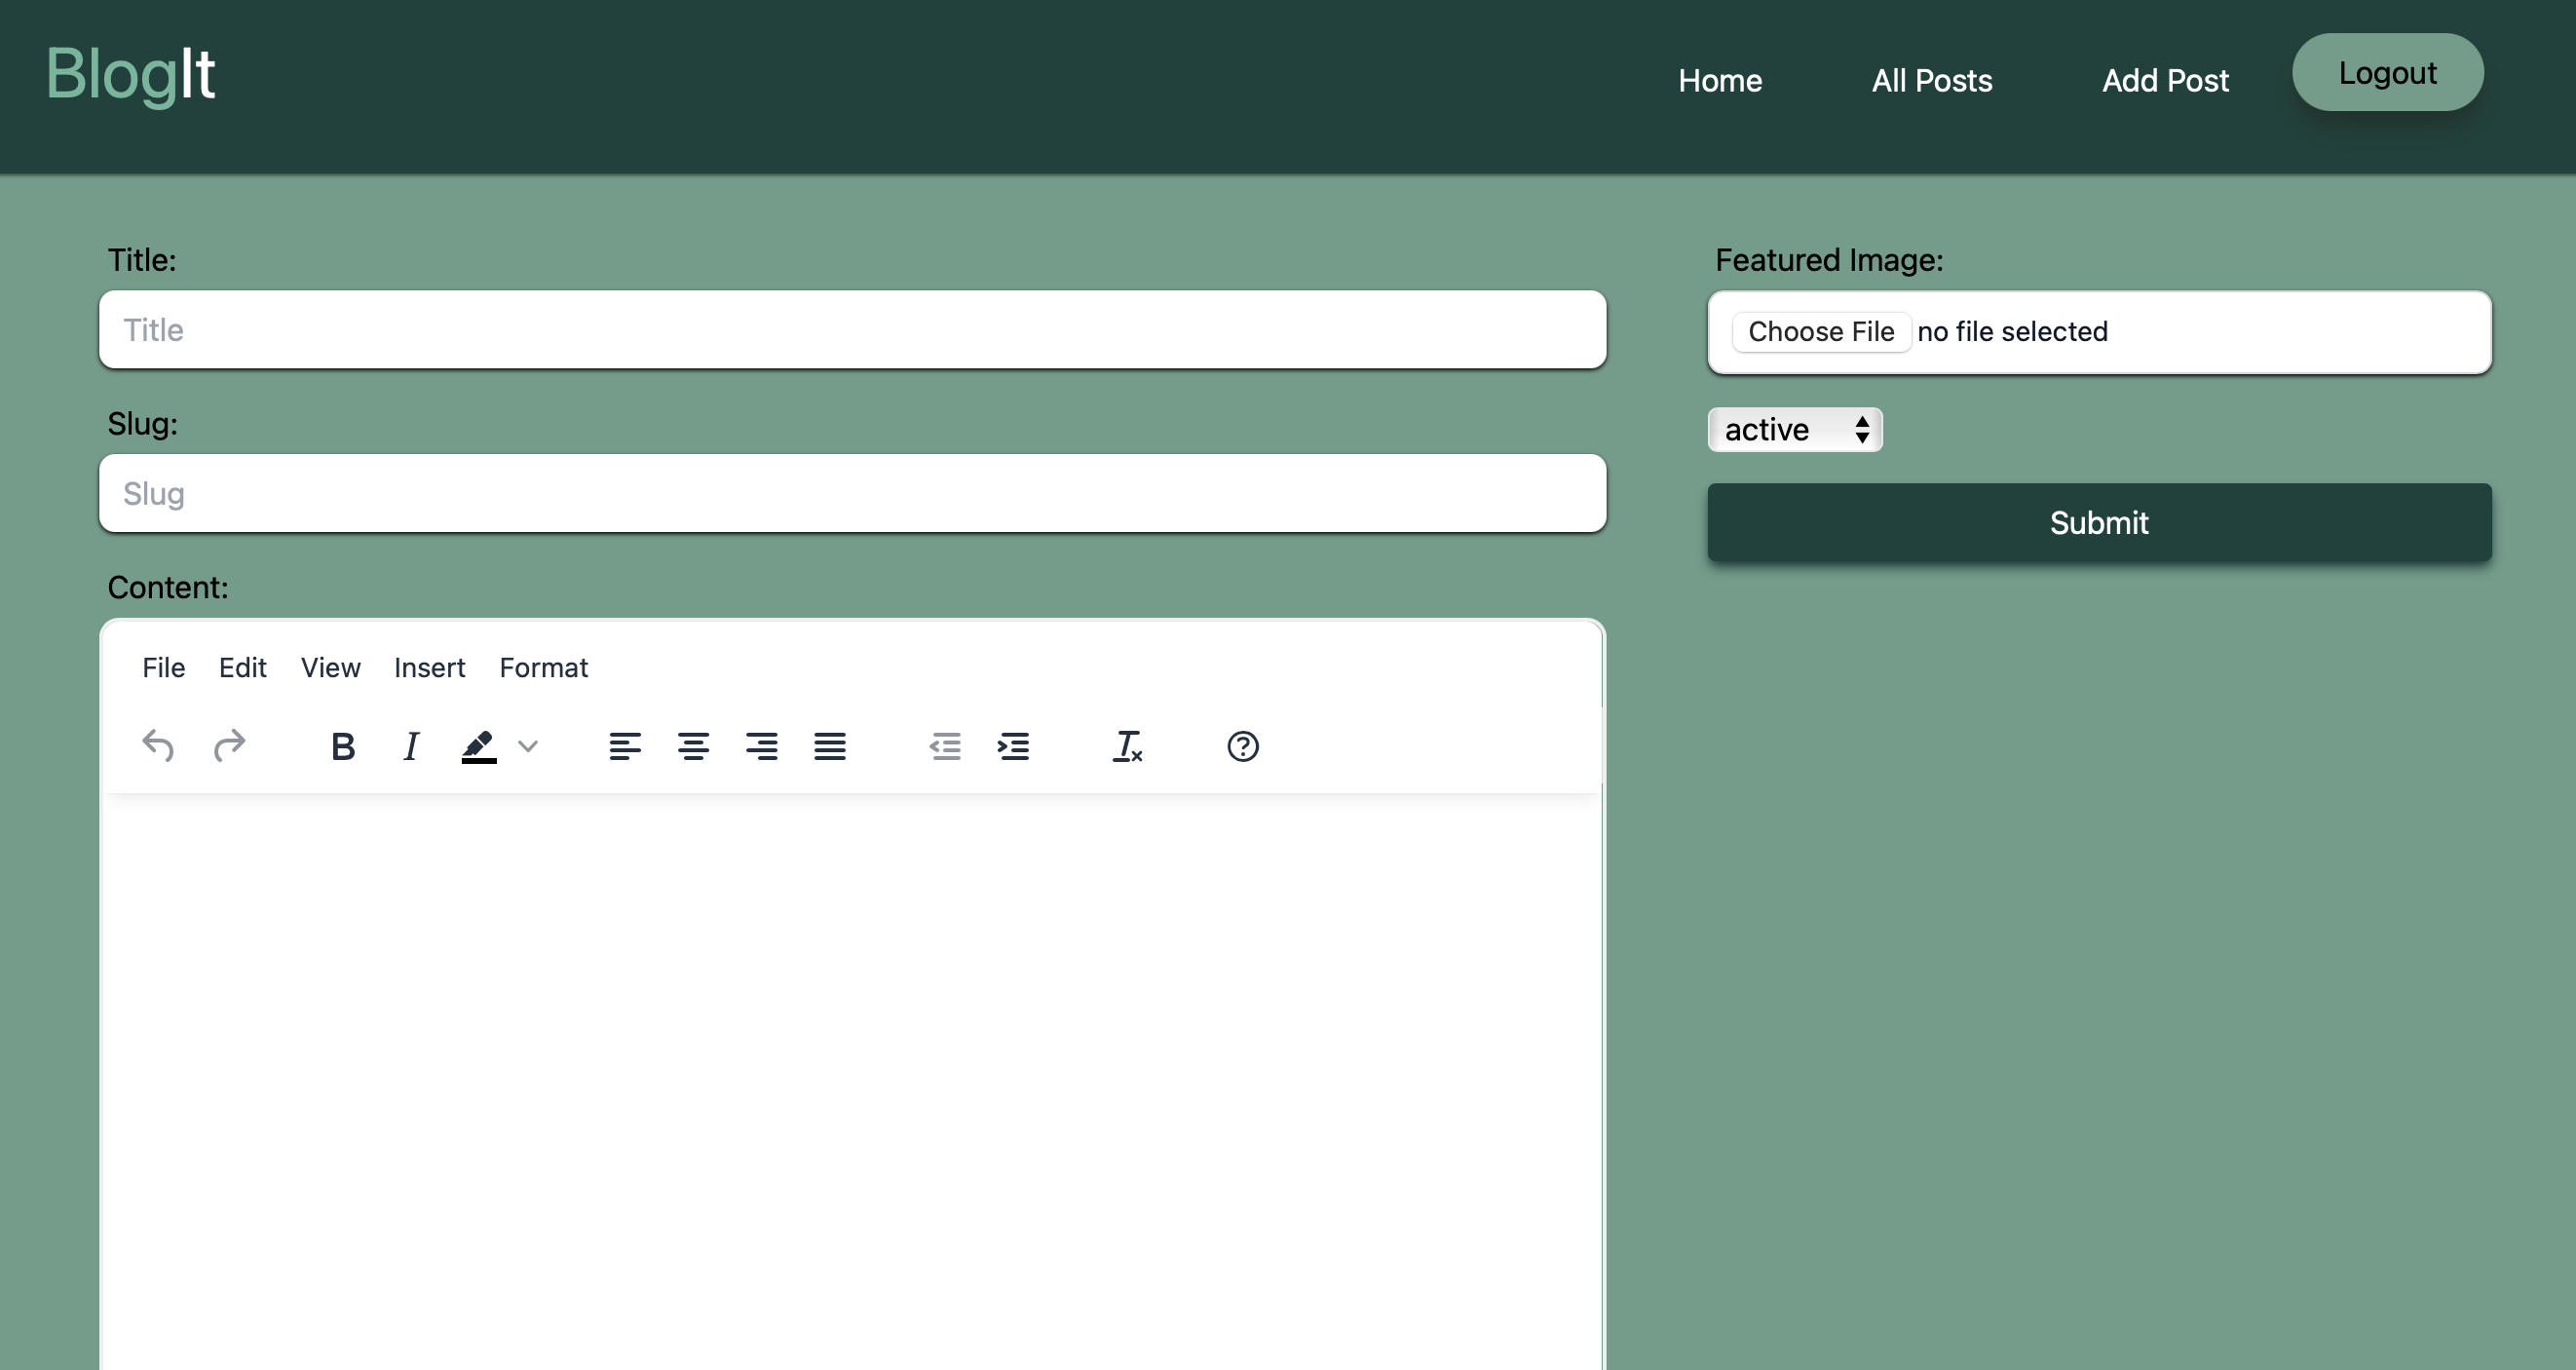 BlogIt
Home All Posts Add Post Logout
Title:
Title
Slug:
Slug
Content:
File Edit View Insert Format
Featured Image:
Choose File no file selected
active
Submit